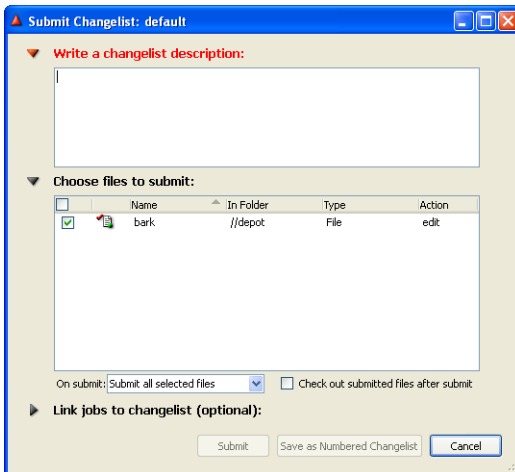 Submit Changelist: default
Write a changelist description:
Choose files to submit:
Name In Folder Type Action
bark //depot File edit
On submit: Submit all selected files Check out submitted files after submit
Link jobs to changelist (optional):
Submit Save as Numbered Changelist Cancel